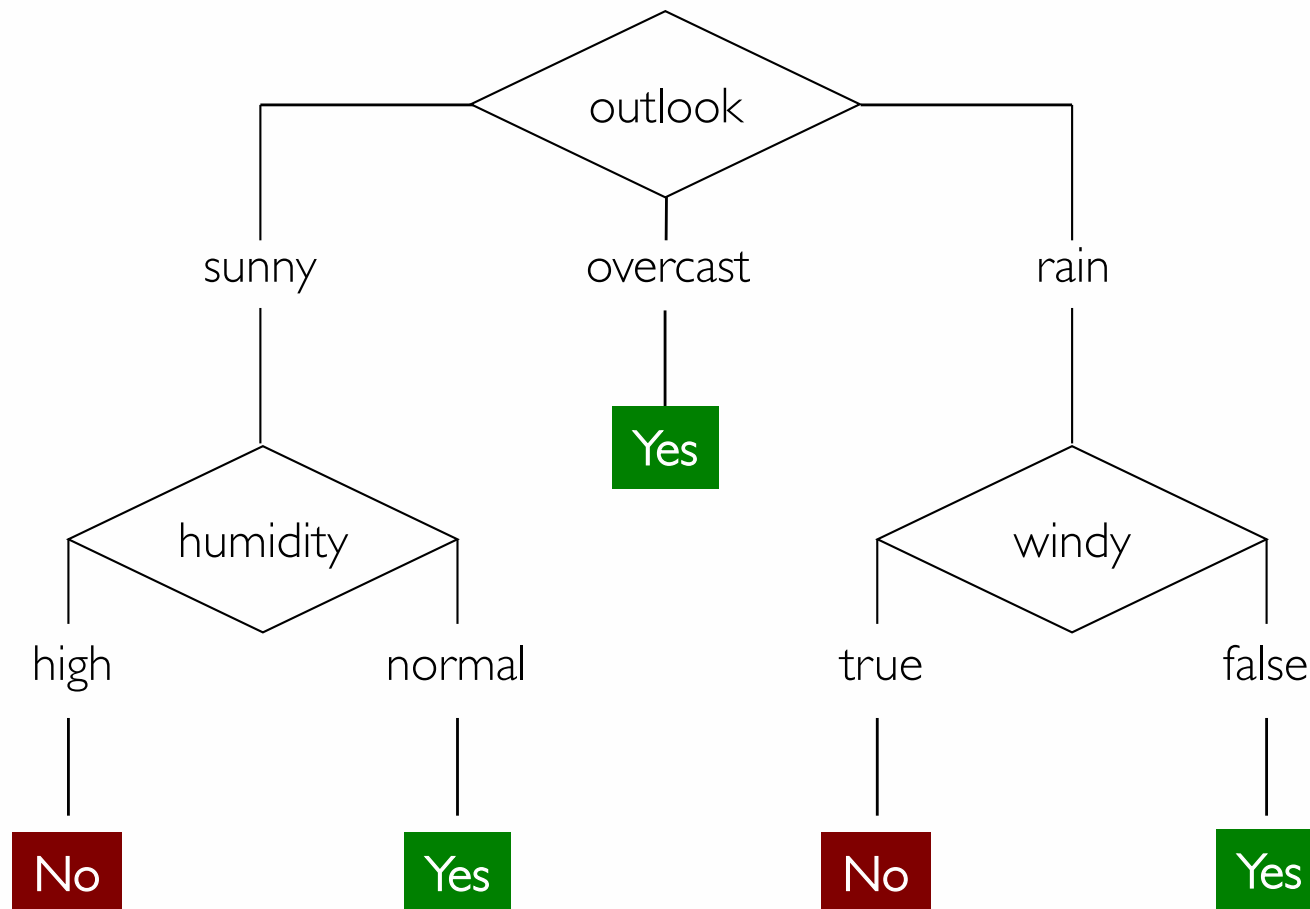 outlook
sunny
overcast
rain
Yes
humidity
windy
high
normal
true
false
No
Yes
No
Yes